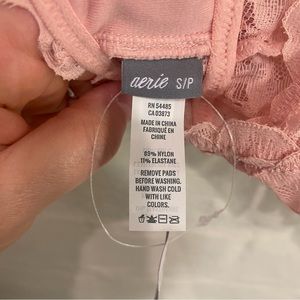 aerie S/P
RN 54485
CA 03873
MADE IN CHINA
FABRIQUÉ EN
CHINE
89% NYLON
11% ELASTANE
REMOVE PADS
BEFORE WASHING.
HAND WASH COLD
WITH LIKE
COLORS.